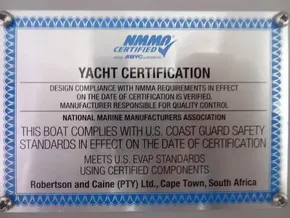 NMMA
CERTIFIED
using ABYC standards
YACHT CERTIFICATION
DESIGN COMPLIANCE WITH NMMA REQUIREMENTS IN EFFECT
ON THE DATE OF CERTIFICATION IS VERIFIED.
MANUFACTURER RESPONSIBLE FOR QUALITY CONTROL
NATIONAL MARINE MANUFACTURERS ASSOCIATION
THIS BOAT COMPLIES WITH U.S. COAST GUARD SAFETY
STANDARDS IN EFFECT ON THE DATE OF CERTIFICATION
MEETS U.S. EVAP STANDARDS
USING CERTIFIED COMPONENTS
Robertson and Caine (PTY) Ltd., Cape Town, South Africa